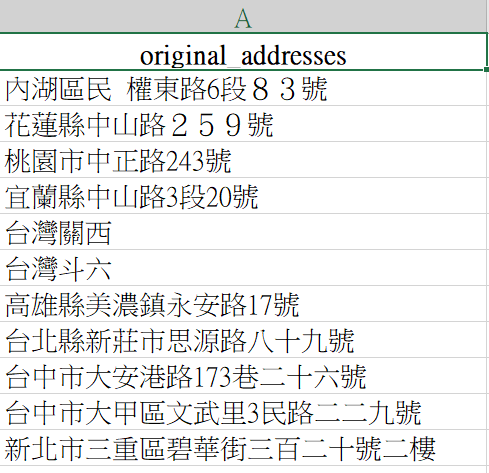 A
original_addresses
內湖區民 權東路6段８３號
花蓮縣中山路２５９號
桃園市中正路243號
宜蘭縣中山路3段20號
台灣關西
台灣斗六
高雄縣美濃鎮永安路17號
台北縣新莊市思源路八十九號
台中市大安港路173巷二十六號
台中市大甲區文武里3民路二二九號
新北市三重區碧華街三百二十號二樓